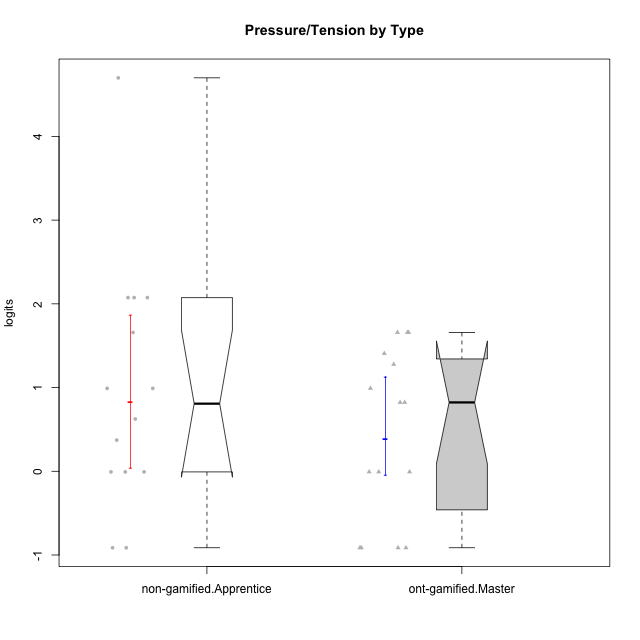 Pressure/Tension by Type
logits
4
3
2
1
0
-1
non-gamified.Apprentice
ont-gamified.Master